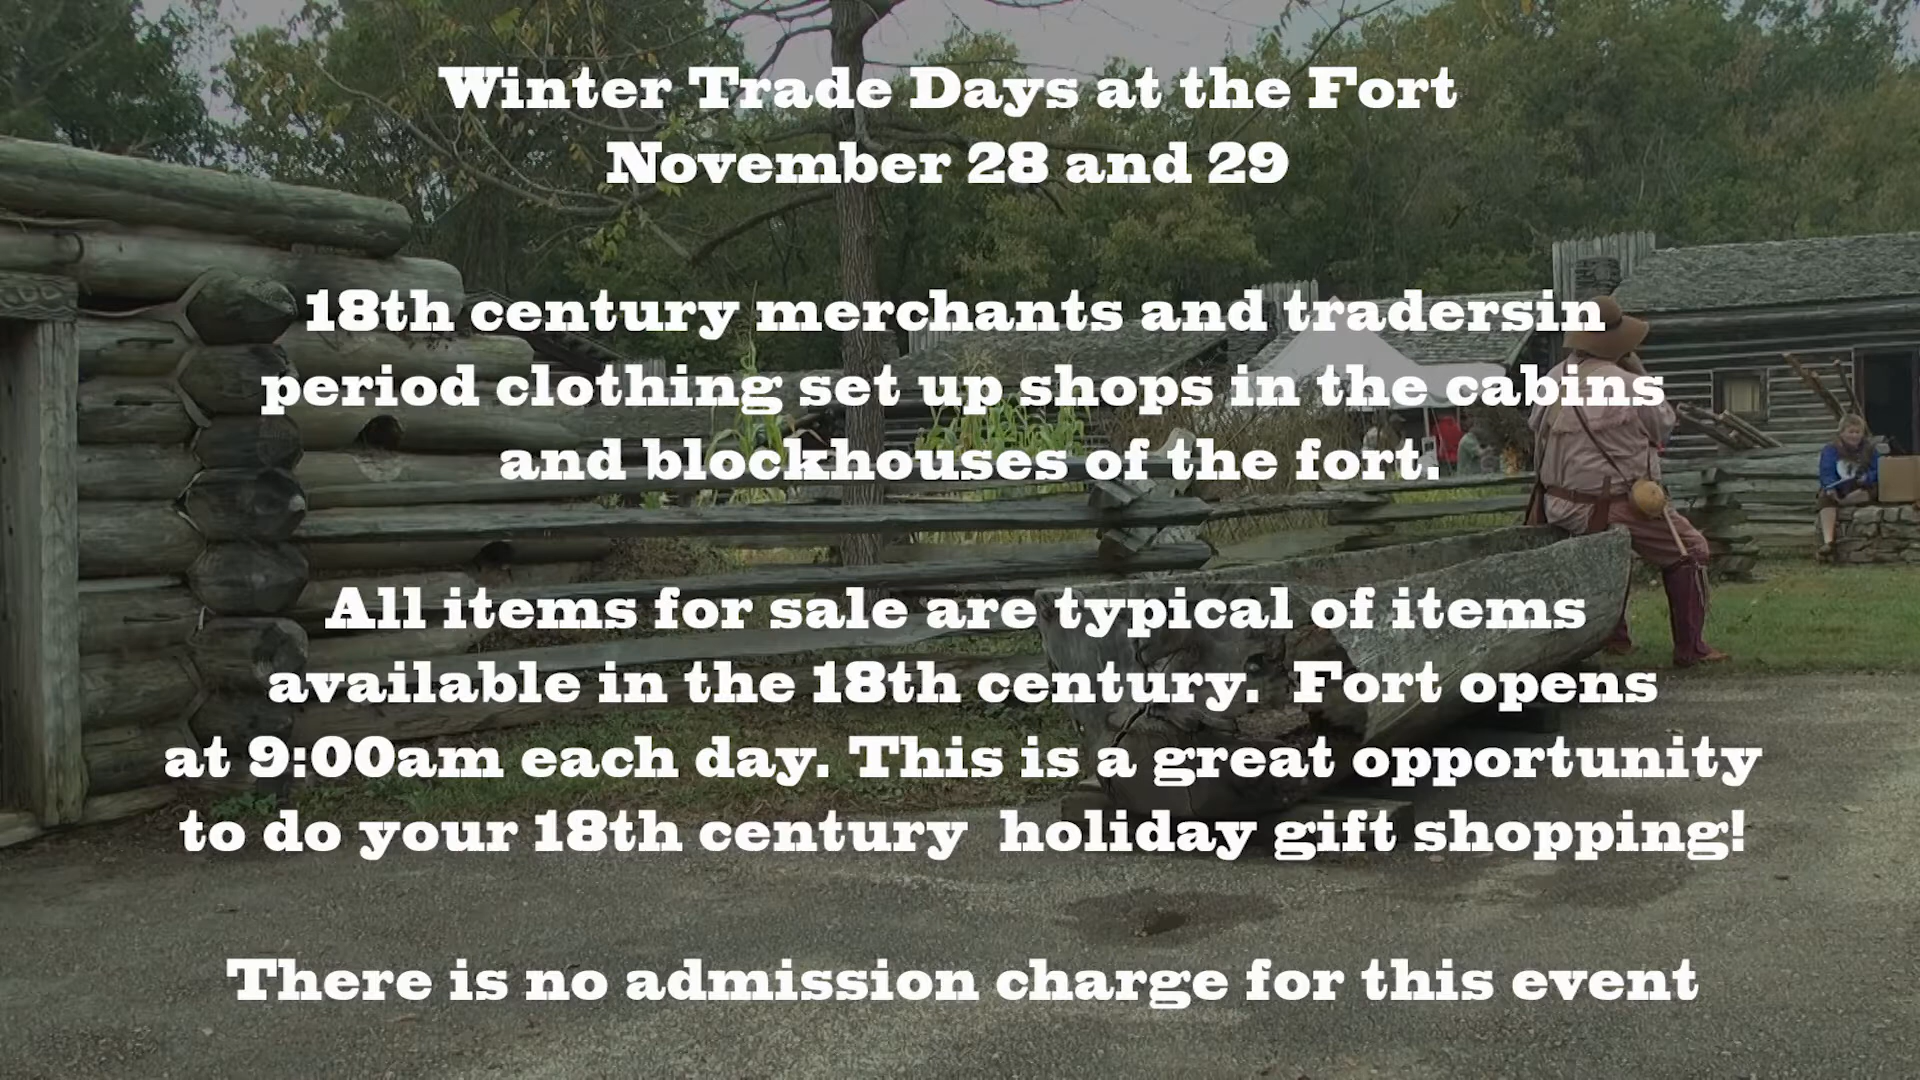 Winter Trade Days at the Fort
November 28 and 29
18th century merchants and tradersin
period clothing set up shops in the cabins
and blockhouses of the fort.
All items for sale are typical of items
available in the 18th century.  Fort opens
at 9:00am each day. This is a great opportunity
to do your 18th century  holiday gift shopping!
There is no admission charge for this event